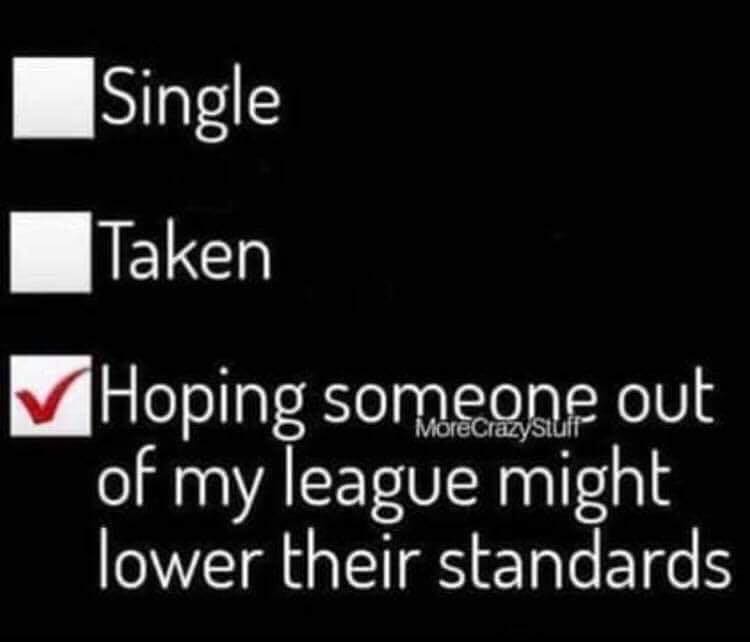 Single
Taken
Hoping someone out
MoreCrazyStuff
of my league might
lower their standards